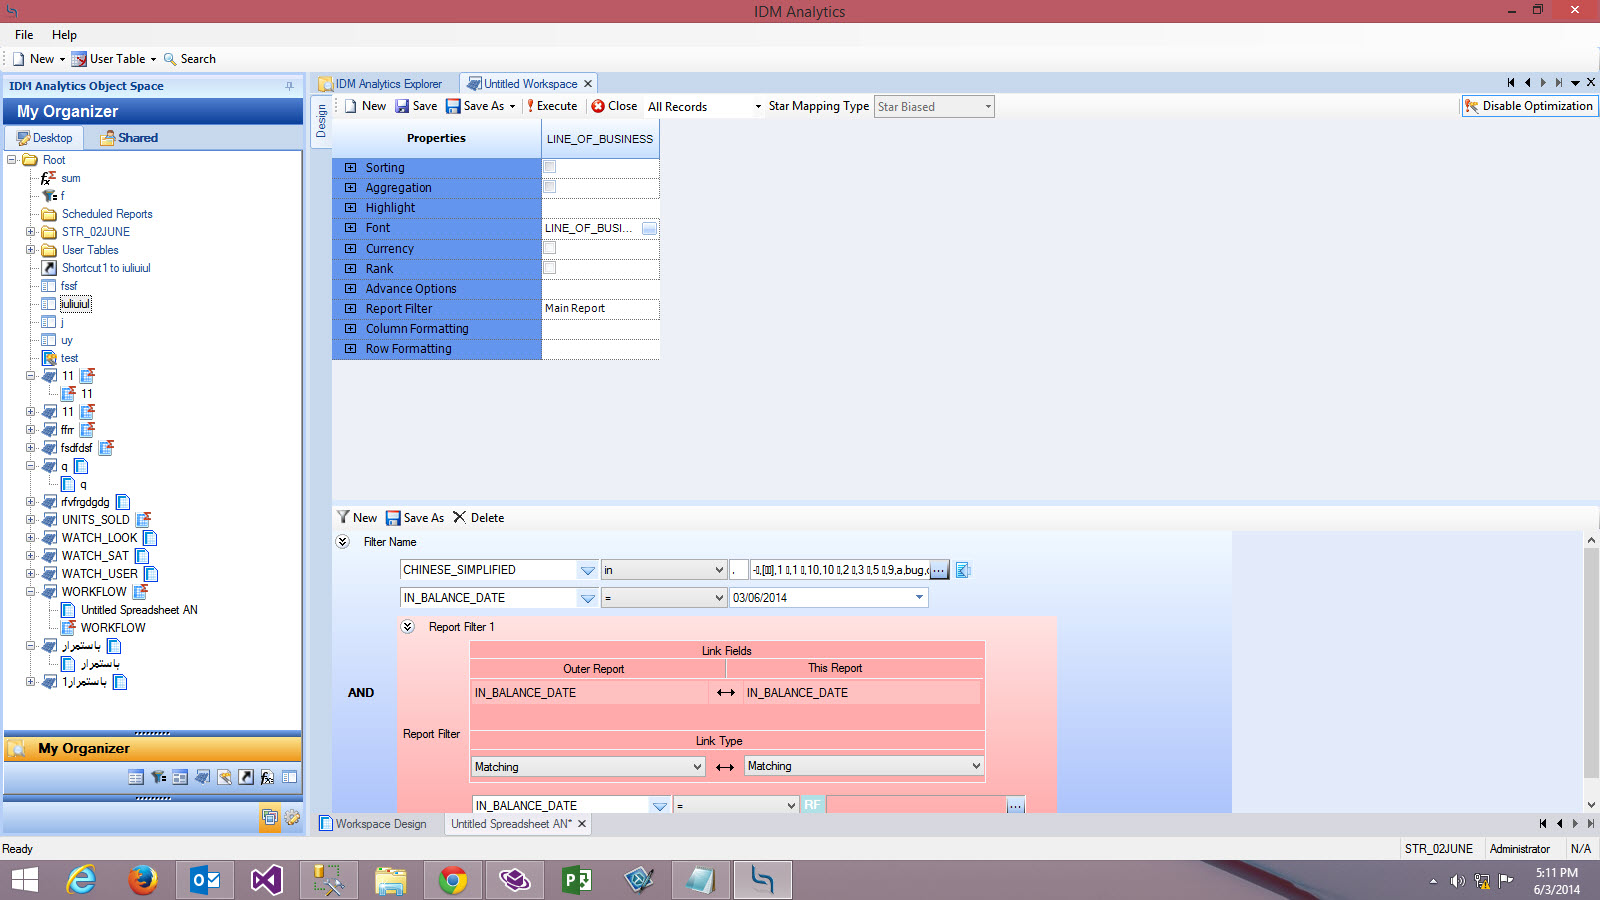 IDM Analytics
File Help
New User Table Search
IDM Analytics Object Space
My Organizer
Desktop Shared
Root
sum
f
Scheduled Reports
STR_02JUNE
User Tables
Shortcut1 to iuliuiul
fssf
iuliuiul
j
uy
test
11
11
11
ffrr
fsdfdsf
q
q
rfvfrgdgdg
UNITS_SOLD
WATCH_LOOK
WATCH_SAT
WATCH_USER
WORKFLOW
Untitled Spreadsheet AN
WORKFLOW
باستمرار
باستمرار
باستمرار1
My Organizer
IDM Analytics Explorer Untitled Workspace
Design
New Save Save As Execute Close All Records Star Mapping Type Star Biased Disable Optimization
Properties LINE_OF_BUSINESS
Sorting
Aggregation
Highlight
Font LINE_OF_BUSI...
Currency
Rank
Advance Options
Report Filter Main Report
Column Formatting
Row Formatting
New Save As Delete
Filter Name
CHINESE_SIMPLIFIED in , ...
IN_BALANCE_DATE = 03/06/2014
Report Filter 1
Link Fields
Outer Report This Report
AND
IN_BALANCE_DATE IN_BALANCE_DATE
Report Filter
Link Type
Matching Matching
IN_BALANCE_DATE = RF ...
Workspace Design Untitled Spreadsheet AN*
Ready STR_02JUNE Administrator N/A
5:11 PM
6/3/2014